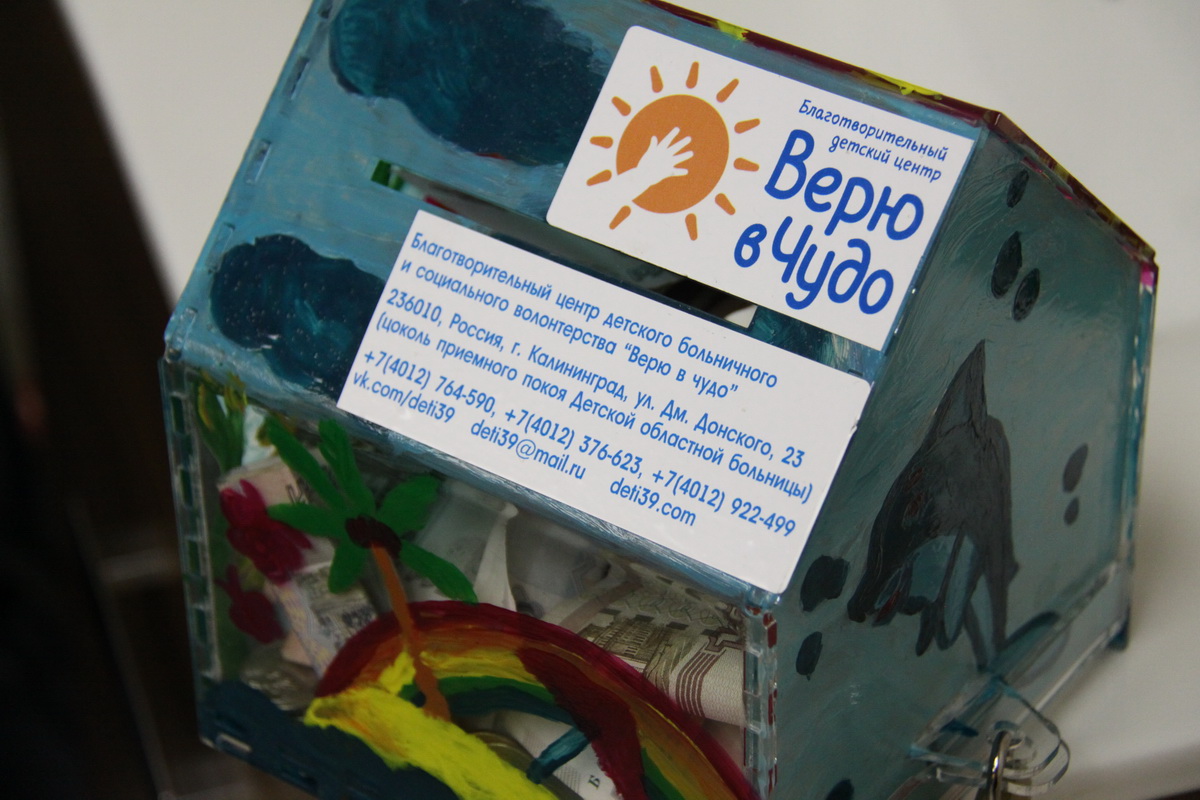 Благотворительный
детский центр
Верю
в Чудо
Благотворительный центр детского больничного
и социального волонтерства "Верю в чудо"
236010, Россия, г. Калининград, ул. Дм. Донского, 23
(цоколь приемного покоя Детской областной больницы)
+7(4012) 764-590, +7(4012) 376-623, +7(4012) 922-499
vk.com/deti39 deti39@mail.ru deti39.com